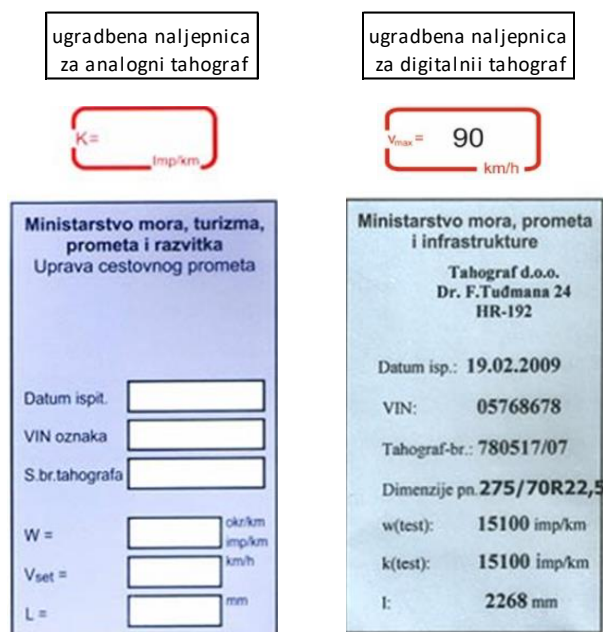 ugradbena naljepnica
za analogni tahograf
K=
Imp/km
Ministarstvo mora, turizma,
prometa i razvitka
Uprava cestovnog prometa
Datum ispit.
VIN oznaka
S.br.tahografa
W =
okr/km
imp/km
Vset =
km/h
L =
mm
ugradbena naljepnica
za digitalnii tahograf
vmax= 90
km/h
Ministarstvo mora, prometa
i infrastrukture
Tahograf d.o.o.
Dr. F.Tuđmana 24
HR-192
Datum isp.: 19.02.2009
VIN: 05768678
Tahograf-br.: 780517/07
Dimenzije pn. 275/70R22,5
w(test): 15100 imp/km
k(test): 15100 imp/km
l: 2268 mm